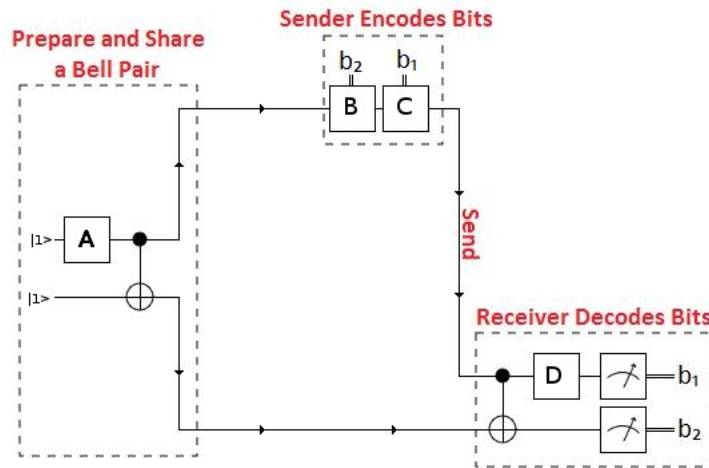 Prepare and Share
a Bell Pair
Sender Encodes Bits
b₂ b₁
B C
|1> A
|1>
Send
Receiver Decodes Bits
D b₁
b₂